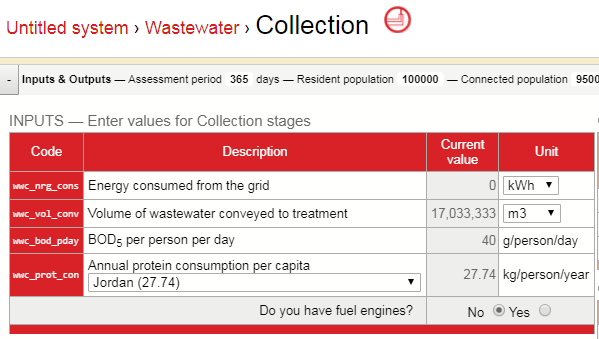 Untitled system › Wastewater › Collection
- Inputs & Outputs — Assessment period 365 days — Resident population 100000 — Connected population 9500
INPUTS — Enter values for Collection stages
Code Description Current value Unit
wwc_nrg_cons Energy consumed from the grid 0 kWh
wwc_vol_conv Volume of wastewater conveyed to treatment 17,033,333 m3
wwc_bod_pday BOD5 per person per day 40 g/person/day
wwc_prot_con Annual protein consumption per capita
Jordan (27.74) 27.74 kg/person/year
Do you have fuel engines? No Yes